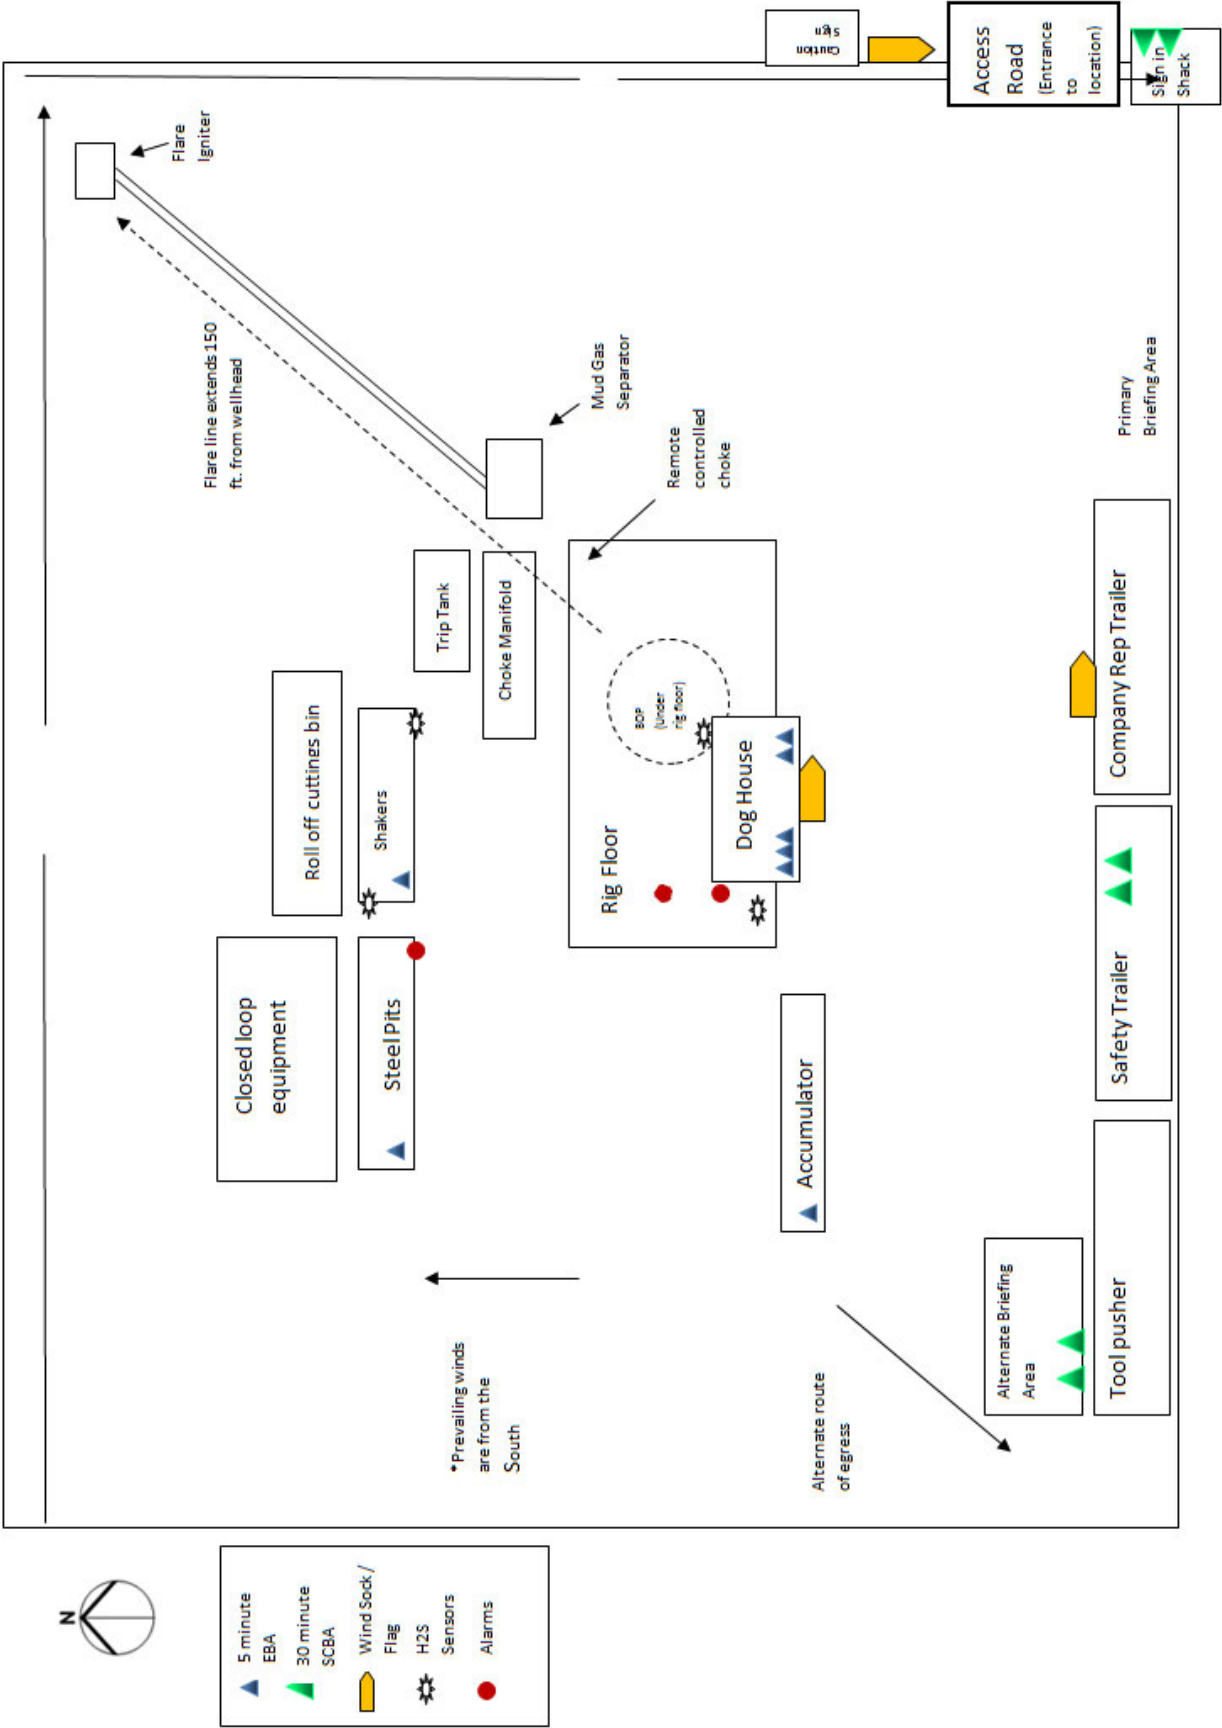 N
5 minute
EBA
30 minute
SCBA
Wind Sock /
Flag
H2S
Sensors
Alarms
Flare
Igniter
Flare line extends 150
ft. from wellhead
Closed loop
equipment
Roll off cuttings bin
Steel Pits
Shakers
Trip Tank
Choke Manifold
*Prevailing winds
are from the
South
Mud Gas
Separator
Remote
controlled
choke
Rig Floor
BOP
(Under
rig floor)
Dog House
Caution
sign
Accumulator
Alternate route
of egress
Access
Road
(Entrance
to
location)
Alternate Briefing
Area
Tool pusher
Safety Trailer
Company Rep Trailer
Primary
Briefing Area
Sign in
Shack